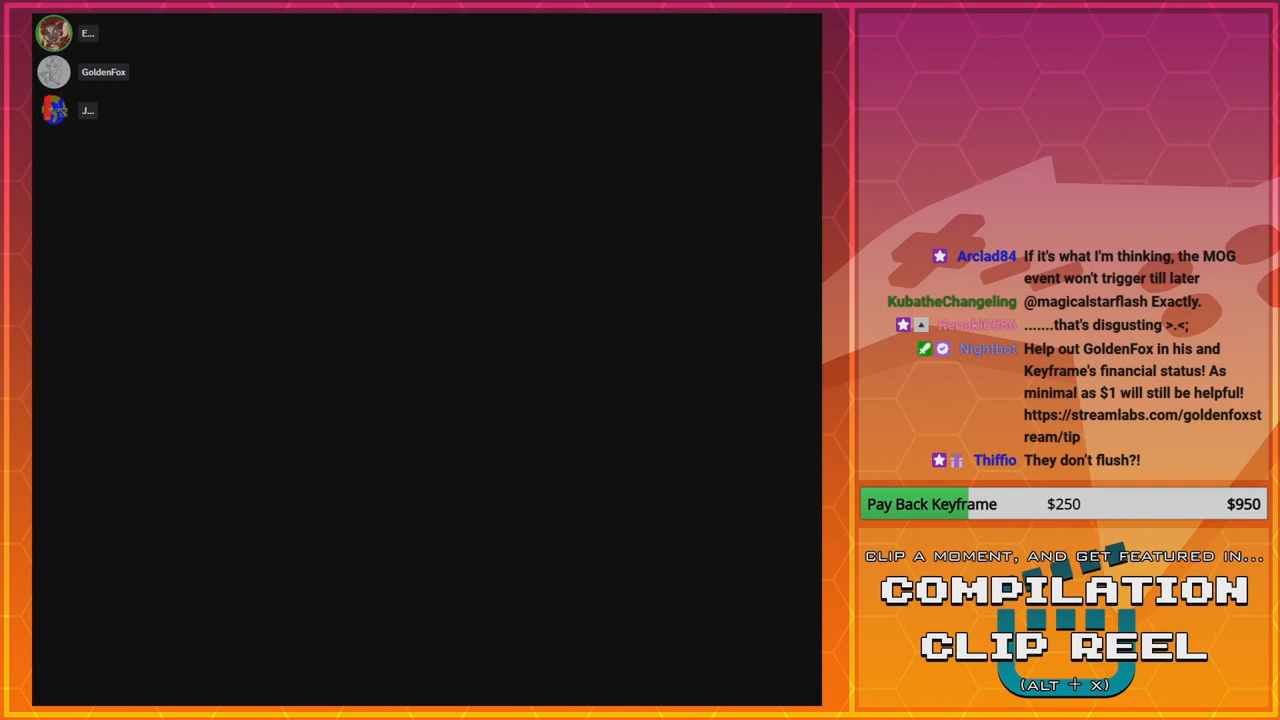 E...
GoldenFox
J...
Arclad84 If it's what I'm thinking, the MOG
event won't trigger till later
KubatheChangeling @magicalstarflash Exactly.
Renaki0686 .......that's disgusting >.<;
Nightbot Help out GoldenFox in his and
Keyframe's financial status! As
minimal as $1 will still be helpful!
https://streamlabs.com/goldenfoxst
ream/tip
Thiffio They don't flush?!
Pay Back Keyframe $250 $950
CLIP A MOMENT, AND GET FEATURED IN...
COMPILATION
CLIP REEL
(ALT + X)